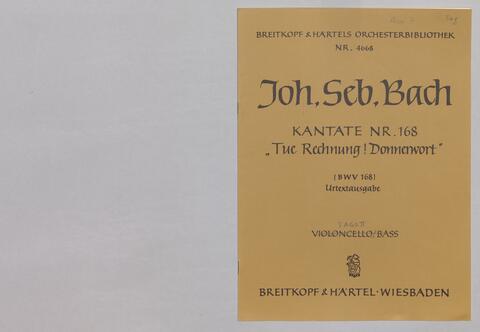 BREITKOPF & HÄRTELS ORCHESTERBIBLIOTHEK
NR. 4668
Joh. Seb. Bach
KANTATE NR. 168
„Tue Rechnung! Donnerwort"
(BWV 168)
Urtextausgabe
FAGOTT
VIOLONCELLO/BASS
BREITKOPF & HÄRTEL · WIESBADEN